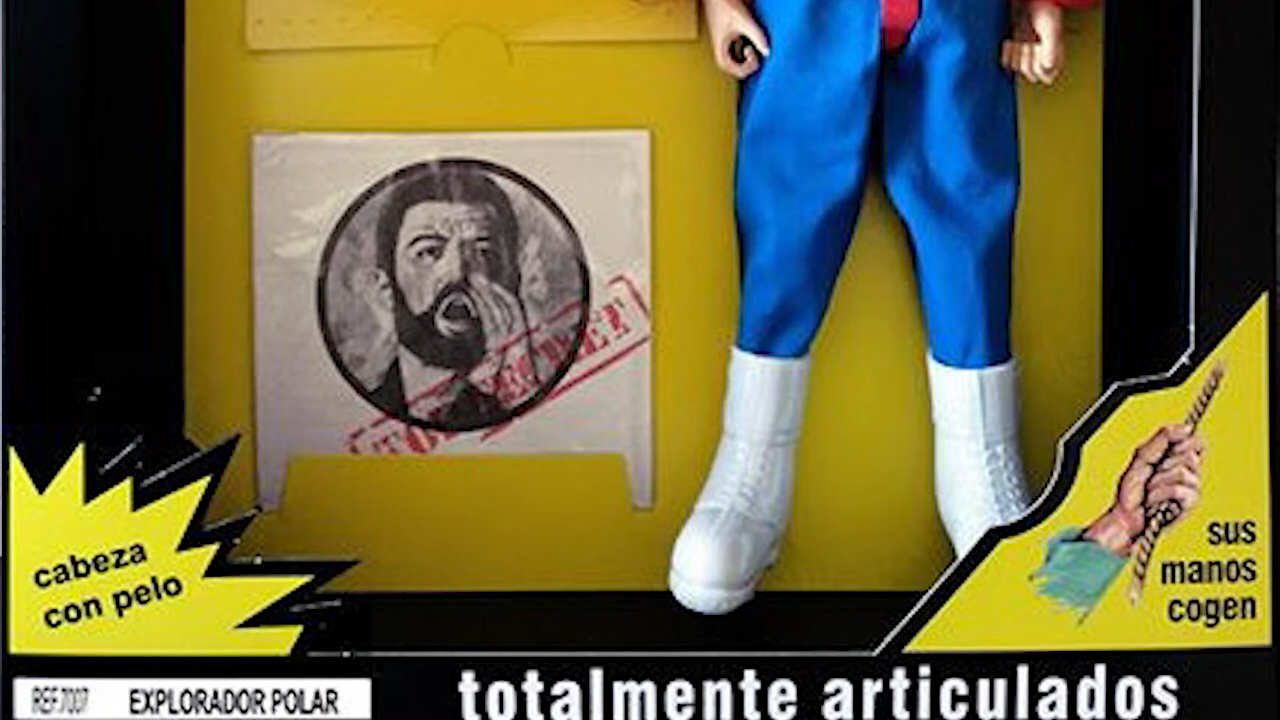 cabeza
con pelo
sus
manos
cogen
REF.7007 EXPLORADOR POLAR
totalmente articulados